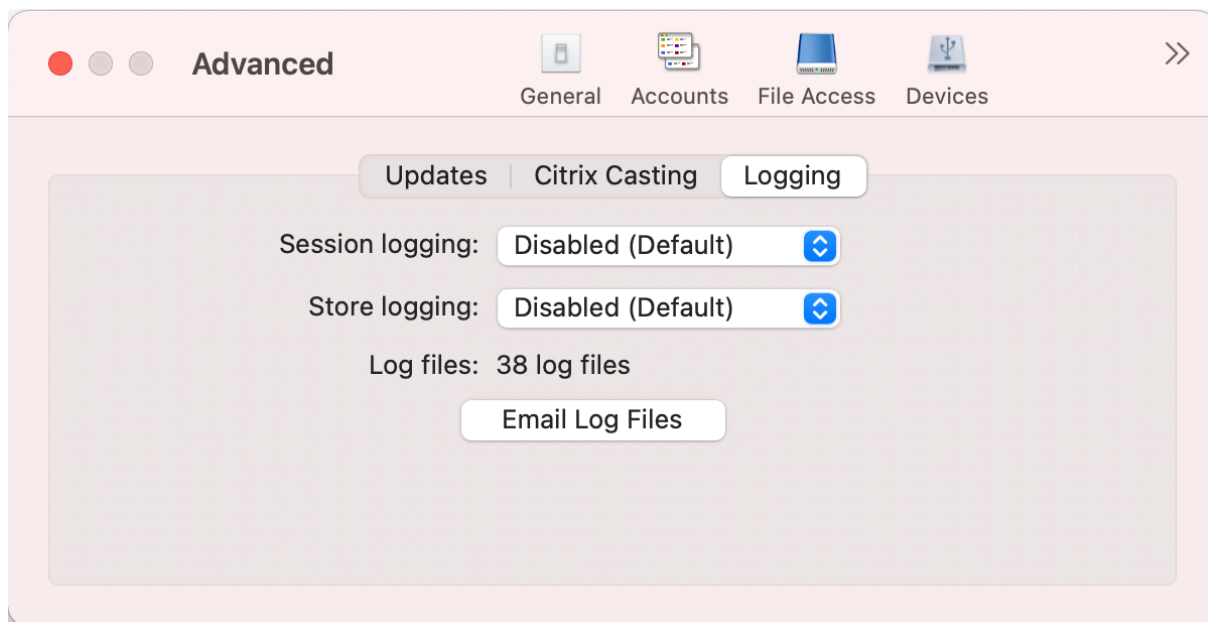 Advanced
General Accounts File Access Devices
Updates Citrix Casting Logging
Session logging: Disabled (Default)
Store logging: Disabled (Default)
Log files: 38 log files
Email Log Files